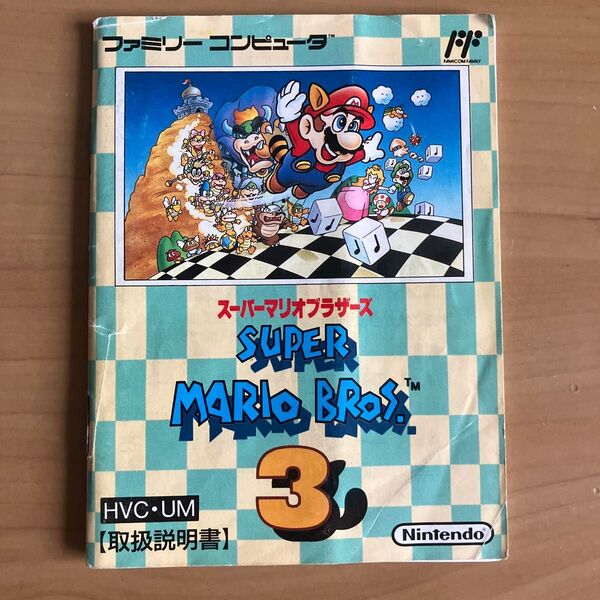 ファミリー コンピュータ™
FF
FAMICOM FAMILY
スーパーマリオブラザーズ
SUPER
MARIO BROS.™
3
HVC・UM
【取扱説明書】
Nintendo